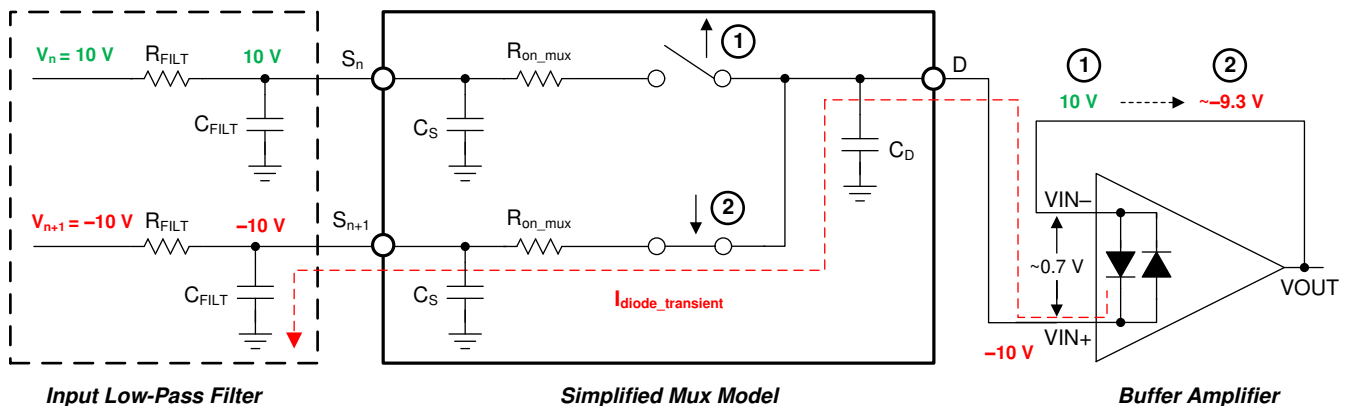 Vn = 10 V
RFILT
10 V
Sn
Ron_mux
1
D
1
2
10 V
~–9.3 V
CFILT
CS
CD
Vn+1 = –10 V
RFILT
–10 V
Sn+1
Ron_mux
2
VIN–
~0.7 V
CFILT
CS
Idiode_transient
VOUT
VIN+
–10 V
Input Low-Pass Filter
Simplified Mux Model
Buffer Amplifier